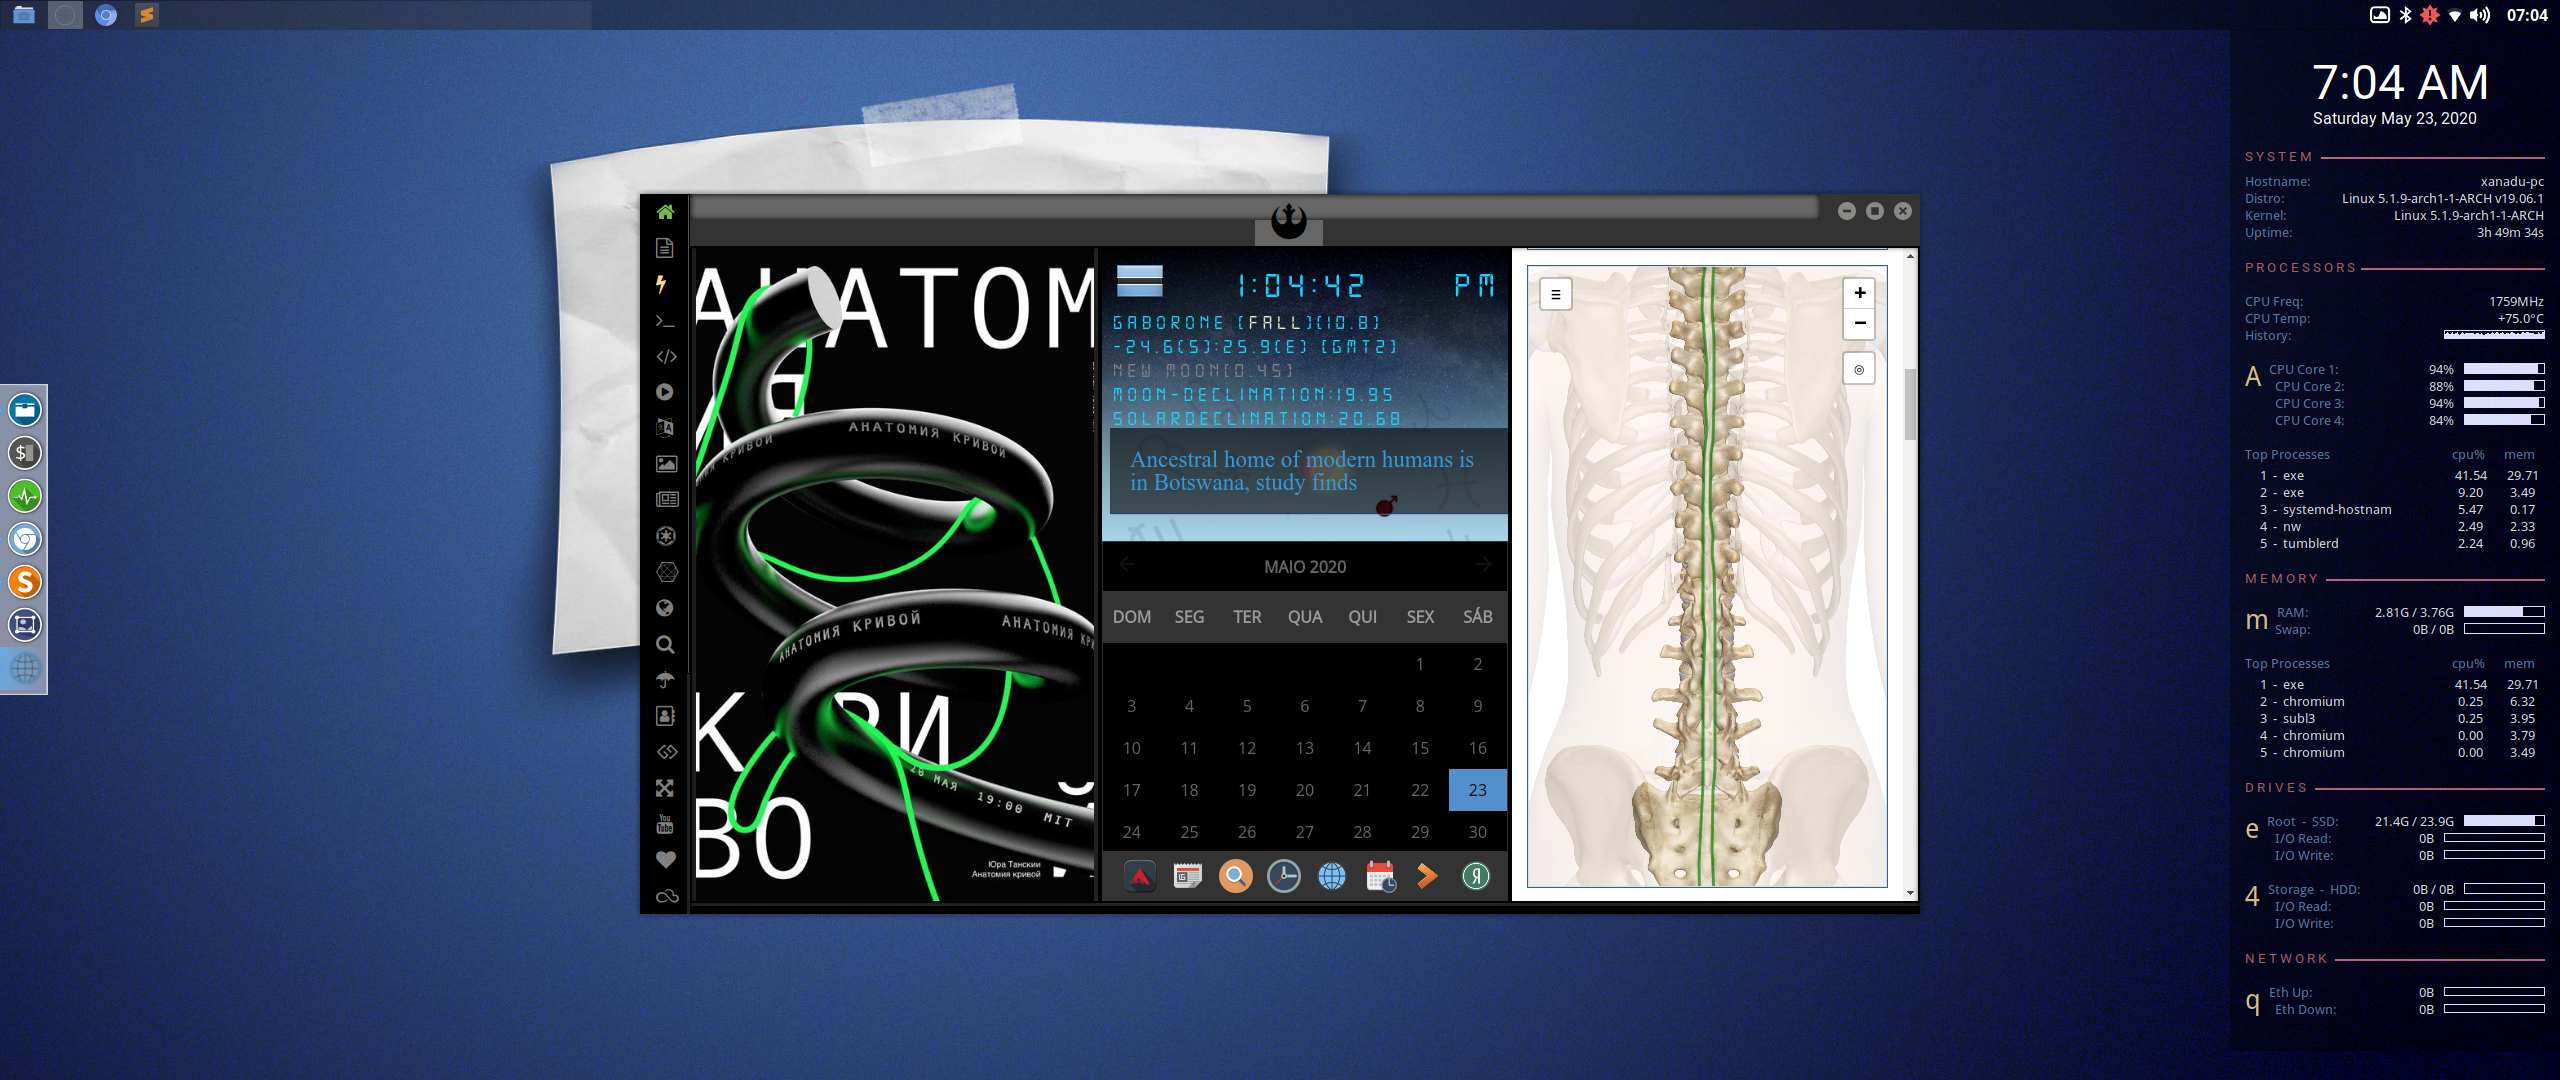 07:04
7:04 AM
Saturday May 23, 2020
SYSTEM
Hostname: xanadu-pc
Distro: Linux 5.1.9-arch1-1-ARCH v19.06.1
Kernel: Linux 5.1.9-arch1-1-ARCH
Uptime: 3h 49m 34s
PROCESSORS
CPU Freq: 1759MHz
CPU Temp: +75.0°C
History:
A CPU Core 1: 94%
CPU Core 2: 88%
CPU Core 3: 94%
CPU Core 4: 84%
Top Processes cpu% mem
1 - exe 41.54 29.71
2 - exe 9.20 3.49
3 - systemd-hostnam 5.47 0.17
4 - nw 2.49 2.33
5 - tumblerd 2.24 0.96
MEMORY
m RAM: 2.81G / 3.76G
Swap: 0B / 0B
Top Processes cpu% mem
1 - exe 41.54 29.71
2 - chromium 0.25 6.32
3 - subl3 0.25 3.95
4 - chromium 0.00 3.79
5 - chromium 0.00 3.49
DRIVES
e Root - SSD: 21.4G / 23.9G
I/O Read: 0B
I/O Write: 0B
4 Storage - HDD: 0B / 0B
I/O Read: 0B
I/O Write: 0B
NETWORK
q Eth Up: 0B
Eth Down: 0B
You
Tube
АНАТОМ
Я
АНАТОМИЯ КРИВОЙ
КРИВОЙ
АНАТОМИЯ КРИВОЙ
АНАТОМИЯ
К РИ
Й
ВО
26 МАЯ 19:00 MIT
Юра Танскии
Анатомия кривой
1:04:42 PM
GABORONE (FALL)(10.8)
-24.6(S):25.9(E) (GMT2)
NEW MOON(0.45)
MOON-DECLINATION:19.95
SOLARDECLINATION:20.68
Ancestral home of modern humans is
in Botswana, study finds
MAIO 2020
DOM SEG TER QUA QUI SEX SÁB
1 2
3 4 5 6 7 8 9
10 11 12 13 14 15 16
17 18 19 20 21 22 23
24 25 26 27 28 29 30
Я
+
−